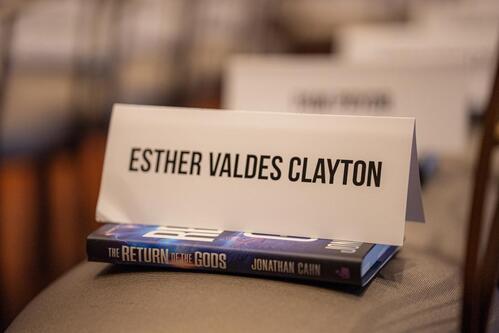 ESTHER VALDES CLAYTON
THE RETURN OF THE GODS
JONATHAN CAHN